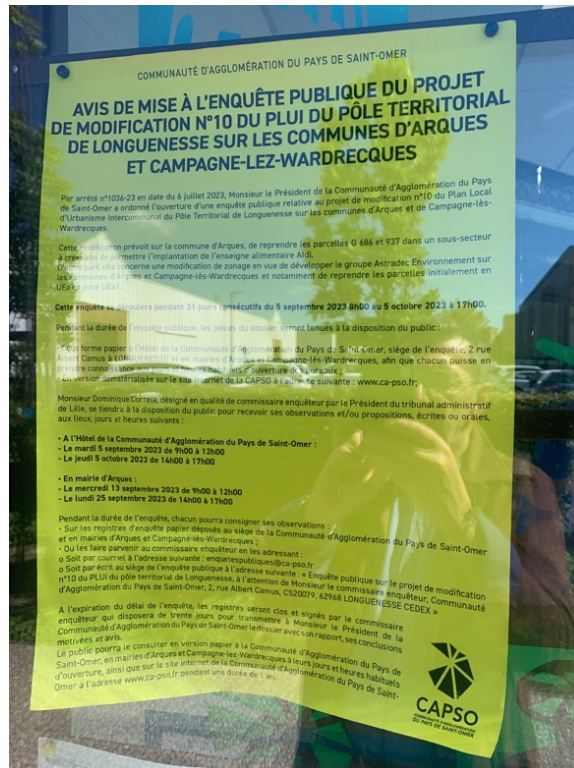 COMMUNAUTÉ D'AGGLOMÉRATION DU PAYS DE SAINT-OMER
AVIS DE MISE À L'ENQUÊTE PUBLIQUE DU PROJET
DE MODIFICATION N°10 DU PLUI DU PÔLE TERRITORIAL
DE LONGUENESSE SUR LES COMMUNES D'ARQUES
ET CAMPAGNE-LEZ-WARDRECQUES
Par arrêté n°1036-23 en date du 6 juillet 2023, Monsieur le Président de la Communauté d'Agglomération du Pays
de Saint-Omer a ordonné l'ouverture d'une enquête publique relative au projet de modification n°10 du Plan Local
d'Urbanisme Intercommunal du Pôle Territorial de Longuenesse sur les communes d'Arques et de Campagne-lès-
Wardrecques.
Cette modification prévoit sur la commune d'Arques, de reprendre les parcelles G 686 et 937 dans un sous-secteur
à créer afin de permettre l'implantation de l'enseigne alimentaire Aldi.
D'autre part, elle concerne une modification de zonage en vue de développer le groupe Astradec Environnement sur
les communes d'Arques et Campagne-lès-Wardrecques et notamment de reprendre les parcelles initialement en
UEa en zone UEa1.
Cette enquête se déroulera pendant 31 jours consécutifs du 5 septembre 2023 8h00 au 5 octobre 2023 à 17h00.
Pendant la durée de l'enquête publique, les pièces du dossier seront tenues à la disposition du public :
- Sous forme papier à l'Hôtel de la Communauté d'Agglomération du Pays de Saint-Omer, siège de l'enquête, 2 rue
Albert Camus à LONGUENESSE et en mairies d'Arques et Campagne-lès-Wardrecques, afin que chacun puisse en
prendre connaissance aux jours et heures habituels d'ouverture des bureaux ;
- En version dématérialisée sur le site internet de la CAPSO à l'adresse suivante : www.ca-pso.fr;
Monsieur Dominique Correia, désigné en qualité de commissaire enquêteur par le Président du tribunal administratif
de Lille, se tiendra à la disposition du public pour recevoir ses observations et/ou propositions, écrites ou orales,
aux lieux, jours et heures suivants :
• A l'Hôtel de la Communauté d'Agglomération du Pays de Saint-Omer :
- Le mardi 5 septembre 2023 de 9h00 à 12h00
- Le jeudi 5 octobre 2023 de 14h00 à 17h00
• En mairie d'Arques :
- Le mercredi 13 septembre 2023 de 9h00 à 12h00
- Le lundi 25 septembre 2023 de 14h00 à 17h00
Pendant la durée de l'enquête, chacun pourra consigner ses observations :
• Sur les registres d'enquête papier déposés au siège de la Communauté d'Agglomération du Pays de Saint-Omer
et en mairies d'Arques et Campagne-lès-Wardrecques ;
• Ou les faire parvenir au commissaire enquêteur en les adressant :
o Soit par courriel à l'adresse suivante : enquetespubliques@ca-pso.fr
o Soit par écrit au siège de l'enquête publique à l'adresse suivante : « Enquête publique sur le projet de modification
n°10 du PLUi du pôle territorial de Longuenesse, à l'attention de Monsieur le commissaire enquêteur, Communauté
d'Agglomération du Pays de Saint-Omer, 2, rue Albert Camus, CS20079, 62968 LONGUENESSE CEDEX »
A l'expiration du délai de l'enquête, les registres seront clos et signés par le commissaire
enquêteur qui disposera de trente jours pour transmettre à Monsieur le Président de la
Communauté d'Agglomération du Pays de Saint-Omer le dossier avec son rapport, ses conclusions
motivées et avis.
Le public pourra le consulter en version papier à la Communauté d'Agglomération du Pays de
Saint-Omer, en mairies d'Arques et Campagne-lez-Wardrecques à leurs jours et heures habituels
d'ouverture, ainsi que sur le site internet de la Communauté d'Agglomération du Pays de Saint-
Omer à l'adresse www.ca-pso.fr pendant une durée de 1 an.
CAPSO
COMMUNAUTÉ D'AGGLOMÉRATION
DU PAYS DE SAINT-OMER